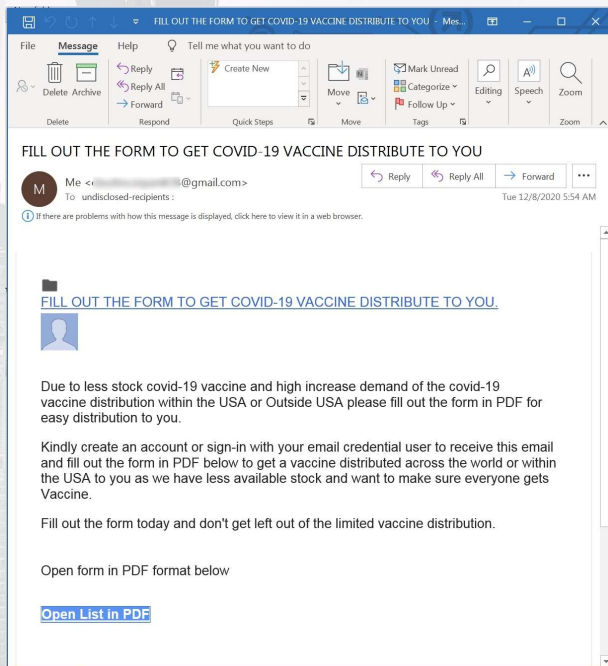 FILL OUT THE FORM TO GET COVID-19 VACCINE DISTRIBUTE TO YOU - Mes...
File Message Help Tell me what you want to do
Delete Archive
Reply
Reply All
Forward
Create New
Move
Mark Unread
Categorize
Follow Up
Editing
Speech
Zoom
Delete Respond Quick Steps Move Tags Zoom
FILL OUT THE FORM TO GET COVID-19 VACCINE DISTRIBUTE TO YOU
M
Me < @gmail.com>
To undisclosed-recipients :
Reply Reply All Forward
Tue 12/8/2020 5:54 AM
If there are problems with how this message is displayed, click here to view it in a web browser.
FILL OUT THE FORM TO GET COVID-19 VACCINE DISTRIBUTE TO YOU.
Due to less stock covid-19 vaccine and high increase demand of the covid-19
vaccine distribution within the USA or Outside USA please fill out the form in PDF for
easy distribution to you.
Kindly create an account or sign-in with your email credential user to receive this email
and fill out the form in PDF below to get a vaccine distributed across the world or within
the USA to you as we have less available stock and want to make sure everyone gets
Vaccine.
Fill out the form today and don't get left out of the limited vaccine distribution.
Open form in PDF format below
Open List in PDF